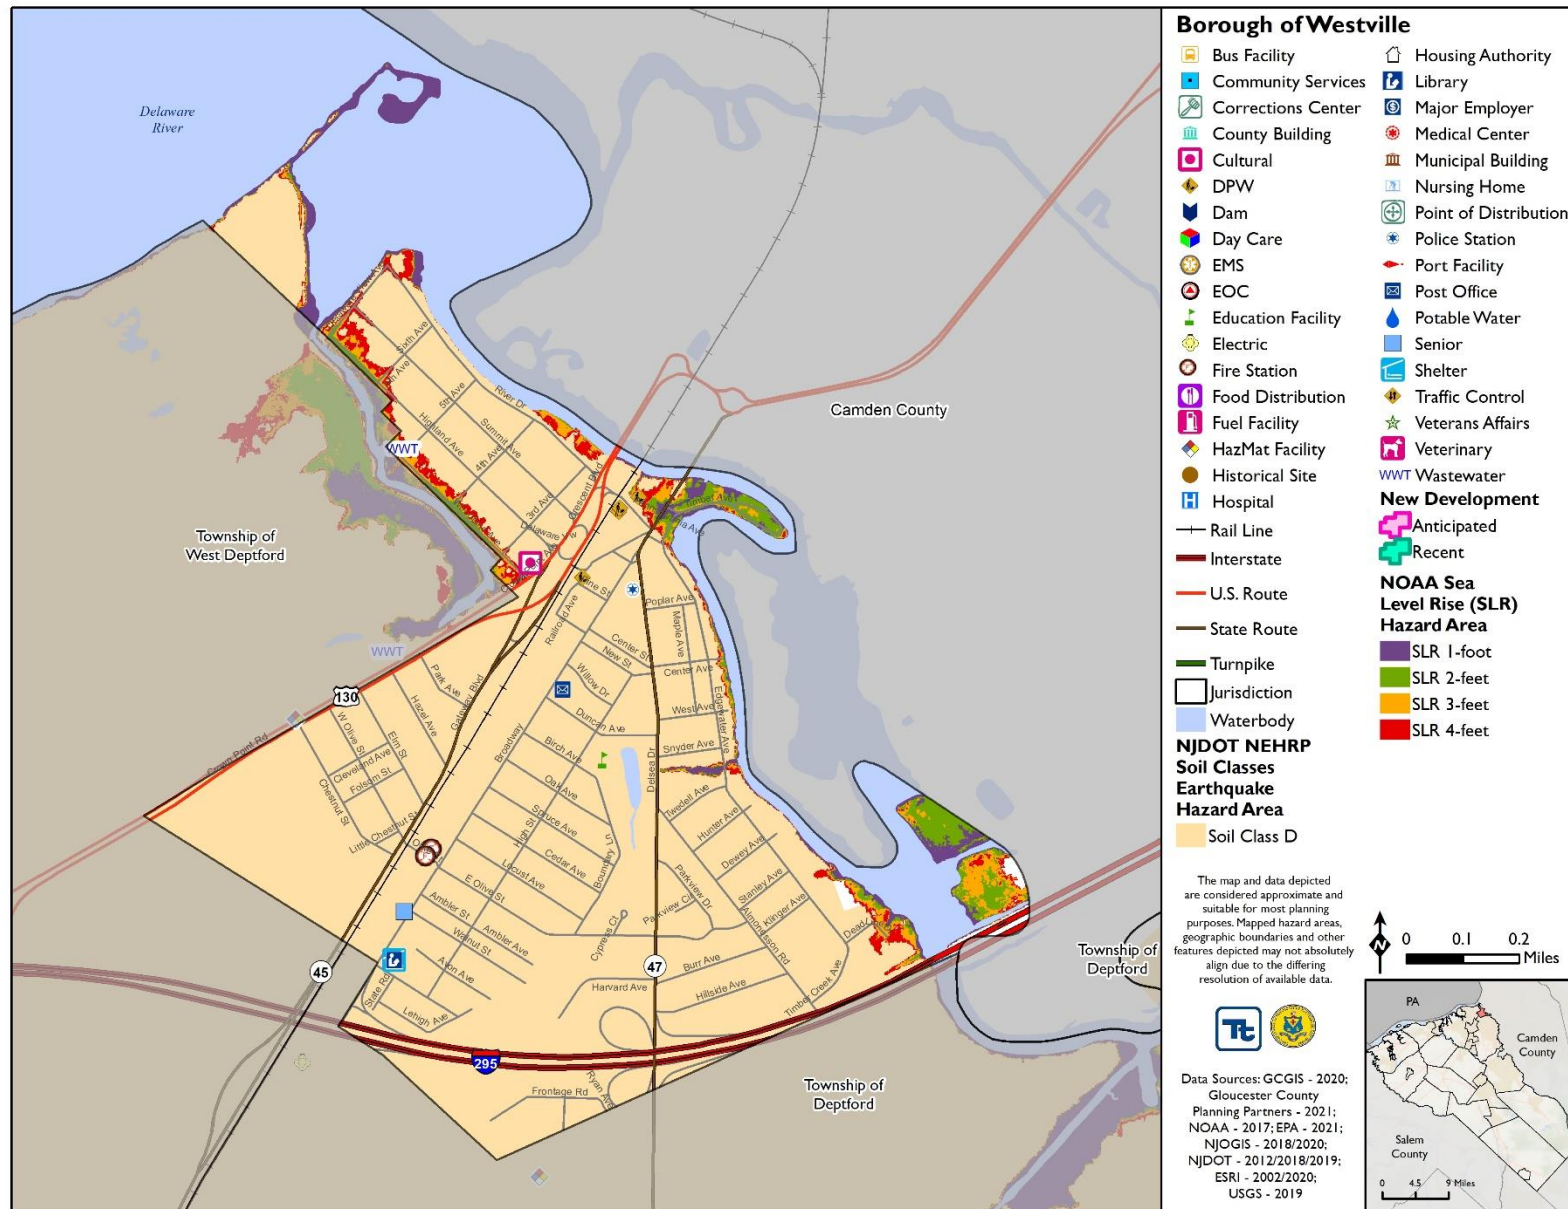 Delaware
River
Sixth Ave
5th Ave
River Dr
Highland Ave
Summit Ave
4th Ave
3rd Ave
Crescent Blvd
WWT
Camden County
Township of
West Deptford
Timber Ave
Poplar Ave
Maple Ave
Railroad Ave
Center St
New St
Center Ave
Willow Dr
WWT
Park Ave
Hazel Ave
Gateway Blvd
130
West Ave
Edgewater Ave
Duncan Ave
Snyder Ave
Broadway
Birch Ave
Delsea Dr
W Olive St
Elm St
Crown Point Rd
Cleveland Ave
Folsom St
Chestnut St
Oak Ave
Twedell Ave
Spruce Ave
Hunter Ave
High St
Little Chestnut St
Cedar Ave
Boundary Ln
Dewey Ave
Locust Ave
E Olive St
Stanley Ave
Parkview Dr
Ambler St
Klinger Ave
Almonesson Rd
Cypress Ct
Walnut St
Ambler Ave
Avon Ave
Burr Ave
45
47
Harvard Ave
Hillside Ave
State Rd
Lehigh Ave
Timber Creek Ave
Township of
Deptford
295
Frontage Rd
Ryan Ave
Township of
Deptford
Borough of Westville
Bus Facility
Community Services
Corrections Center
County Building
Cultural
DPW
Dam
Day Care
EMS
EOC
Education Facility
Electric
Fire Station
Food Distribution
Fuel Facility
HazMat Facility
Historical Site
Hospital
Rail Line
Interstate
U.S. Route
State Route
Turnpike
Jurisdiction
Waterbody
NJDOT NEHRP
Soil Classes
Earthquake
Hazard Area
Soil Class D
Housing Authority
Library
Major Employer
Medical Center
Municipal Building
Nursing Home
Point of Distribution
Police Station
Port Facility
Post Office
Potable Water
Senior
Shelter
Traffic Control
Veterans Affairs
Veterinary
WWT Wastewater
New Development
Anticipated
Recent
NOAA Sea
Level Rise (SLR)
Hazard Area
SLR 1-foot
SLR 2-feet
SLR 3-feet
SLR 4-feet
The map and data depicted
are considered approximate and
suitable for most planning
purposes. Mapped hazard areas,
geographic boundaries and other
features depicted may not absolutely
align due to the differing
resolution of available data.
N
0 0.1 0.2
Miles
Tt
Data Sources: GCGIS - 2020;
Gloucester County
Planning Partners - 2021;
NOAA - 2017; EPA - 2021;
NJOGIS - 2018/2020;
NJDOT - 2012/2018/2019;
ESRI - 2002/2020;
USGS - 2019
PA
Camden
County
Salem
County
0 4.5 9 Miles